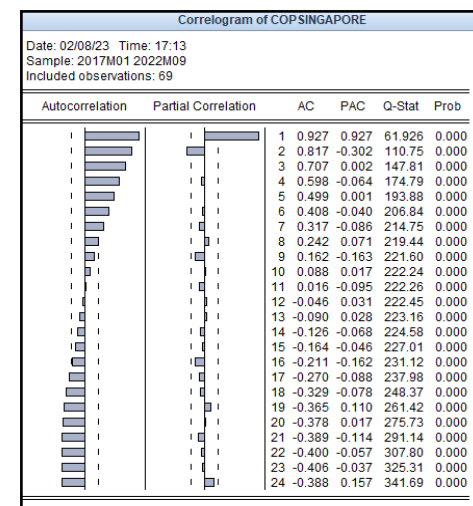 Correlogram of COPSINGAPORE
Date: 02/08/23 Time: 17:13
Sample: 2017M01 2022M09
Included observations: 69
Autocorrelation Partial Correlation AC PAC Q-Stat Prob
1 0.927 0.927 61.926 0.000
2 0.817 -0.302 110.75 0.000
3 0.707 0.002 147.81 0.000
4 0.598 -0.064 174.79 0.000
5 0.499 0.001 193.88 0.000
6 0.408 -0.040 206.84 0.000
7 0.317 -0.086 214.75 0.000
8 0.242 0.071 219.44 0.000
9 0.162 -0.163 221.60 0.000
10 0.088 0.017 222.24 0.000
11 0.016 -0.095 222.26 0.000
12 -0.046 0.031 222.45 0.000
13 -0.090 0.028 223.16 0.000
14 -0.126 -0.068 224.58 0.000
15 -0.164 -0.046 227.01 0.000
16 -0.211 -0.162 231.12 0.000
17 -0.270 -0.088 237.98 0.000
18 -0.329 -0.078 248.37 0.000
19 -0.365 0.110 261.42 0.000
20 -0.378 0.017 275.73 0.000
21 -0.389 -0.114 291.14 0.000
22 -0.400 -0.057 307.80 0.000
23 -0.406 -0.037 325.31 0.000
24 -0.388 0.157 341.69 0.000